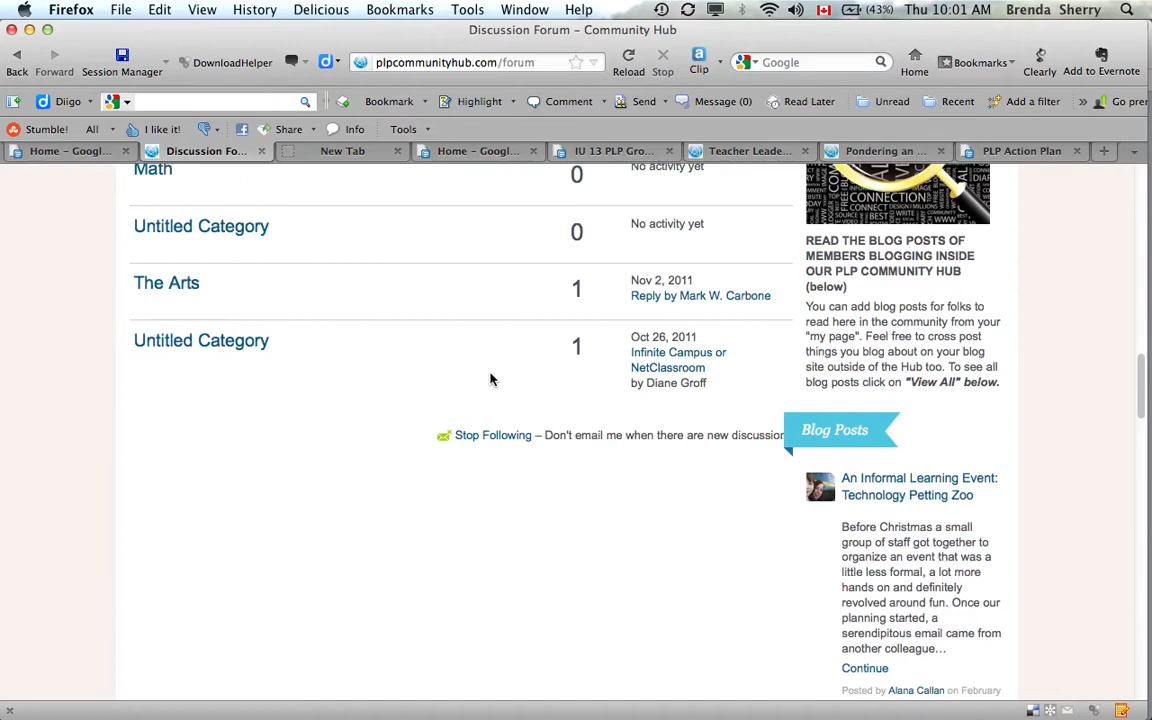 Firefox File Edit View History Delicious Bookmarks Tools Window Help (43%) Thu 10:01 AM Brenda Sherry
Discussion Forum – Community Hub
Back Forward Session Manager DownloadHelper plpcommunityhub.com/forum Reload Stop Clip Google Home Bookmarks Clearly Add to Evernote
Diigo Bookmark Highlight Comment Send Message (0) Read Later Unread Recent Add a filter Go pre
Stumble! All I like it! Share Info Tools
Home – Googl... Discussion Fo... New Tab Home – Googl... IU 13 PLP Gro... Teacher Leade... Pondering an ... PLP Action Plan
Math 0 No activity yet
Untitled Category 0 No activity yet
The Arts 1 Nov 2, 2011
Reply by Mark W. Carbone
Untitled Category 1 Oct 26, 2011
Infinite Campus or
NetClassroom
by Diane Groff
Stop Following – Don't email me when there are new discussion
CONNECT
READ THE BLOG POSTS OF
MEMBERS BLOGGING INSIDE
OUR PLP COMMUNITY HUB
(below)
You can add blog posts for folks to
read here in the community from your
"my page". Feel free to cross post
things you blog about on your blog
site outside of the Hub too. To see all
blog posts click on "View All" below.
Blog Posts
An Informal Learning Event:
Technology Petting Zoo
Before Christmas a small
group of staff got together to
organize an event that was a
little less formal, a lot more
hands on and definitely
revolved around fun. Once our
planning started, a
serendipitous email came from
another colleague…
Continue
Posted by Alana Callan on February